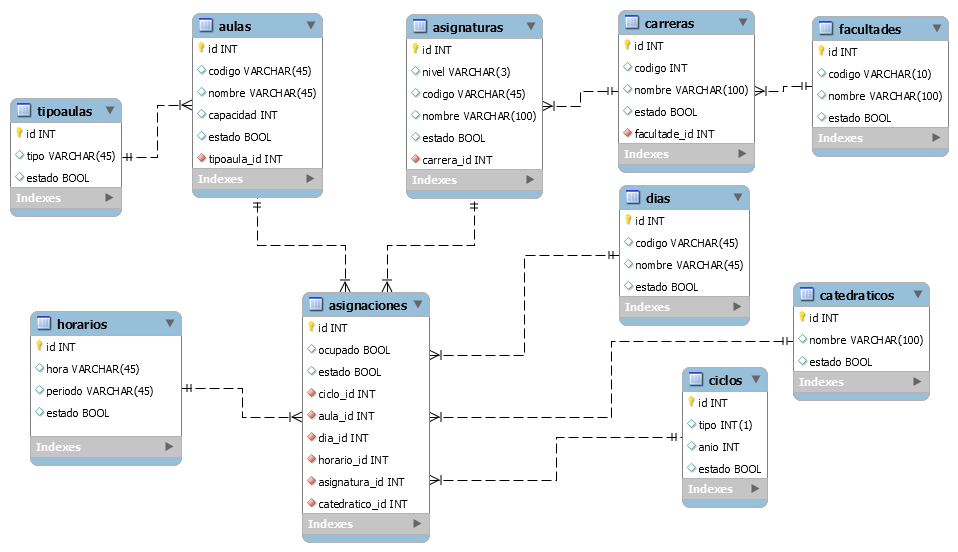 aulas
id INT
codigo VARCHAR(45)
nombre VARCHAR(45)
capacidad INT
estado BOOL
tipoaula_id INT
Indexes
asignaturas
id INT
nivel VARCHAR(3)
codigo VARCHAR(45)
nombre VARCHAR(100)
estado BOOL
carrera_id INT
Indexes
carreras
id INT
codigo INT
nombre VARCHAR(100)
estado BOOL
facultade_id INT
Indexes
facultades
id INT
codigo VARCHAR(10)
nombre VARCHAR(100)
estado BOOL
Indexes
tipoaulas
id INT
tipo VARCHAR(45)
estado BOOL
Indexes
dias
id INT
codigo VARCHAR(45)
nombre VARCHAR(45)
estado BOOL
Indexes
horarios
id INT
hora VARCHAR(45)
periodo VARCHAR(45)
estado BOOL
Indexes
asignaciones
id INT
ocupado BOOL
estado BOOL
ciclo_id INT
aula_id INT
dia_id INT
horario_id INT
asignatura_id INT
catedratico_id INT
Indexes
catedraticos
id INT
nombre VARCHAR(100)
estado BOOL
Indexes
ciclos
id INT
tipo INT(1)
anio INT
estado BOOL
Indexes